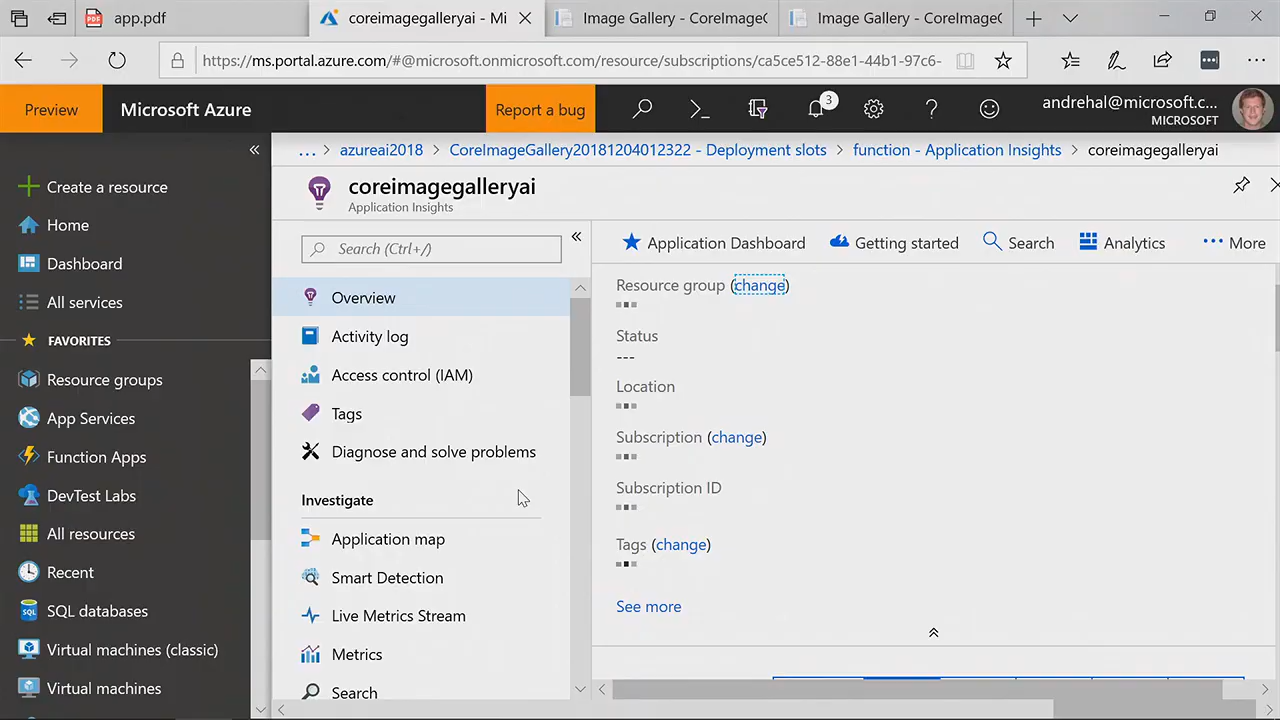 app.pdf
coreimagegalleryai - Mi
Image Gallery - CoreImageG
Image Gallery - CoreImageG
https://ms.portal.azure.com/#@microsoft.onmicrosoft.com/resource/subscriptions/ca5ce512-88e1-44b1-97c6-
Preview
Microsoft Azure
Report a bug
3
andrehal@microsoft.c...
MICROSOFT
... > azureai2018 > CoreImageGallery20181204012322 - Deployment slots > function - Application Insights > coreimagegalleryai
Create a resource
Home
Dashboard
All services
FAVORITES
Resource groups
App Services
Function Apps
DevTest Labs
All resources
Recent
SQL databases
Virtual machines (classic)
Virtual machines
coreimagegalleryai
Application Insights
Search (Ctrl+/)
Overview
Activity log
Access control (IAM)
Tags
Diagnose and solve problems
Investigate
Application map
Smart Detection
Live Metrics Stream
Metrics
Search
Application Dashboard
Getting started
Search
Analytics
More
Resource group (change)
Status
---
Location
Subscription (change)
Subscription ID
Tags (change)
See more